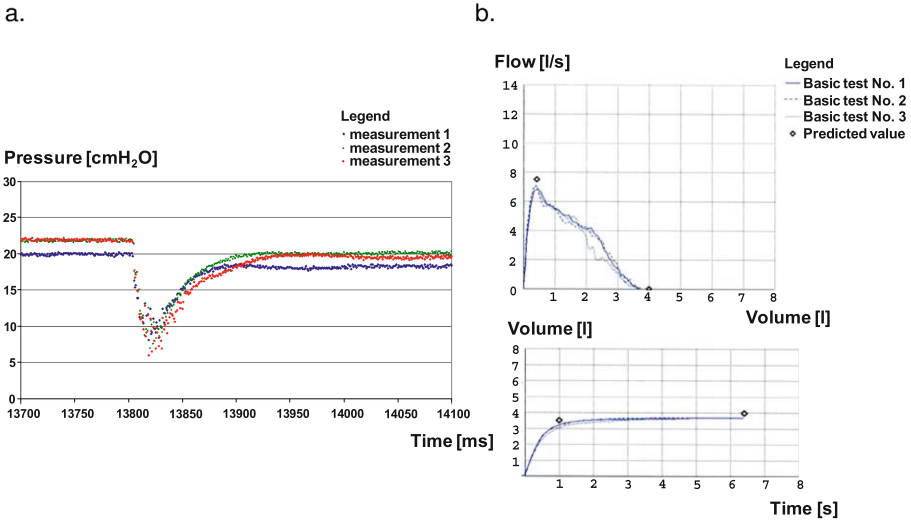 a.
Legend
measurement 1
measurement 2
measurement 3
Pressure [cmH₂O]
30
25
20
15
10
5
0
13700 13750 13800 13850 13900 13950 14000 14050 14100
Time [ms]
b.
Flow [l/s]
Legend
Basic test No. 1
Basic test No. 2
Basic test No. 3
Predicted value
14
12
10
8
6
4
2
0
1 2 3 4 5 6 7 8
Volume [l]
Volume [l]
8
7
6
5
4
3
2
1
1 2 3 4 5 6 7 8
Time [s]